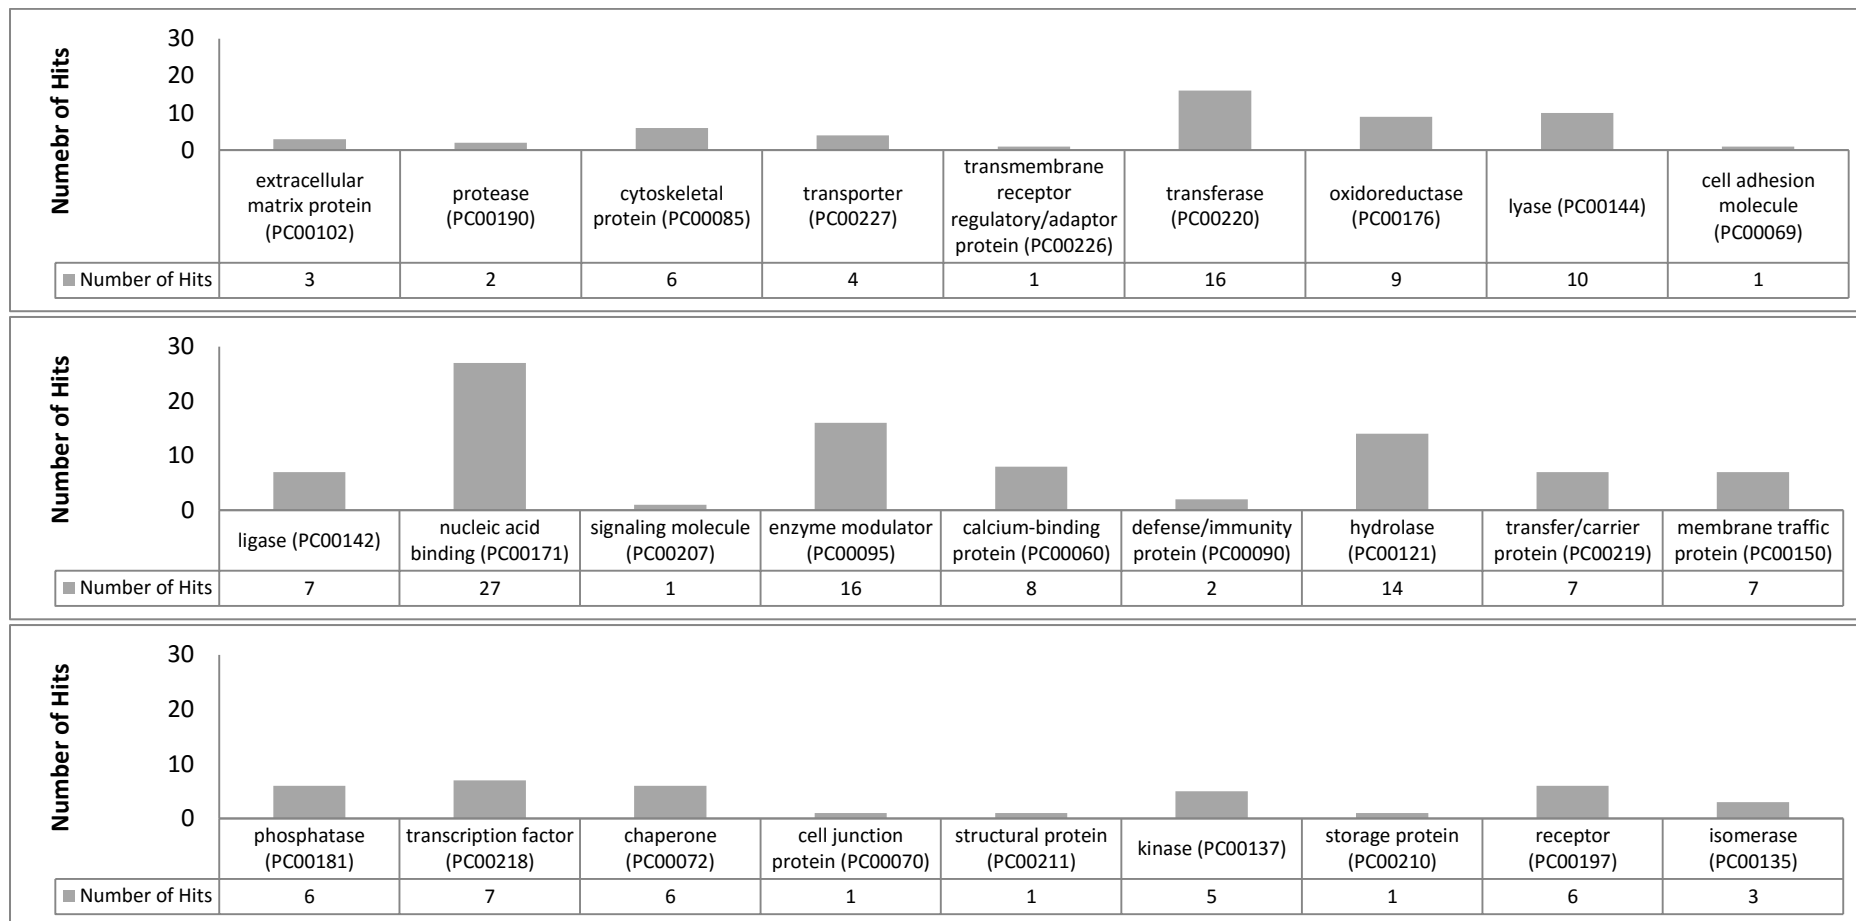 Numebr of Hits
30
20
10
0
extracellular
matrix protein
(PC00102)
protease
(PC00190)
cytoskeletal
protein (PC00085)
transporter
(PC00227)
transmembrane
receptor
regulatory/adaptor
protein (PC00226)
transferase
(PC00220)
oxidoreductase
(PC00176)
lyase (PC00144)
cell adhesion
molecule
(PC00069)
Number of Hits 3 2 6 4 1 16 9 10 1
Number of Hits
30
20
10
0
ligase (PC00142)
nucleic acid
binding (PC00171)
signaling molecule
(PC00207)
enzyme modulator
(PC00095)
calcium-binding
protein (PC00060)
defense/immunity
protein (PC00090)
hydrolase
(PC00121)
transfer/carrier
protein (PC00219)
membrane traffic
protein (PC00150)
Number of Hits 7 27 1 16 8 2 14 7 7
Number of Hits
30
20
10
0
phosphatase
(PC00181)
transcription factor
(PC00218)
chaperone
(PC00072)
cell junction
protein (PC00070)
structural protein
(PC00211)
kinase (PC00137)
storage protein
(PC00210)
receptor
(PC00197)
isomerase
(PC00135)
Number of Hits 6 7 6 1 1 5 1 6 3